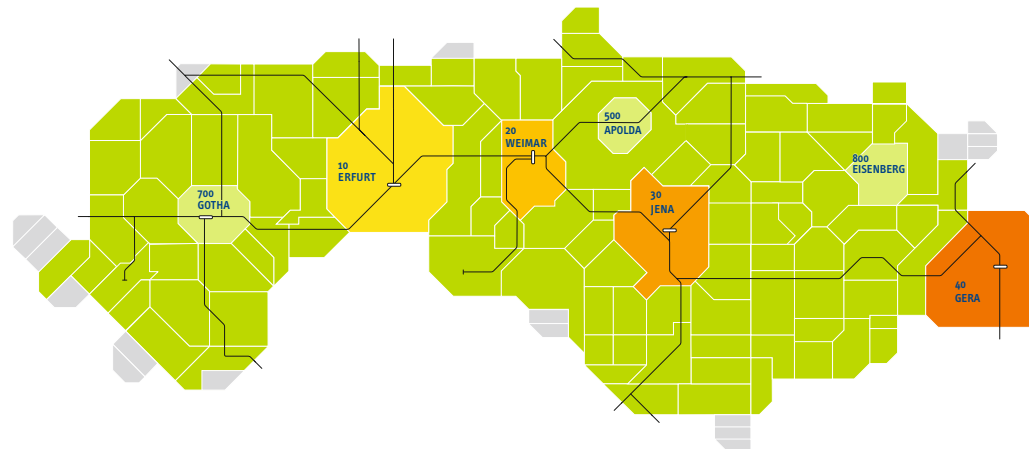 10
ERFURT
20
WEIMAR
500
APOLDA
30
JENA
800
EISENBERG
700
GOTHA
40
GERA